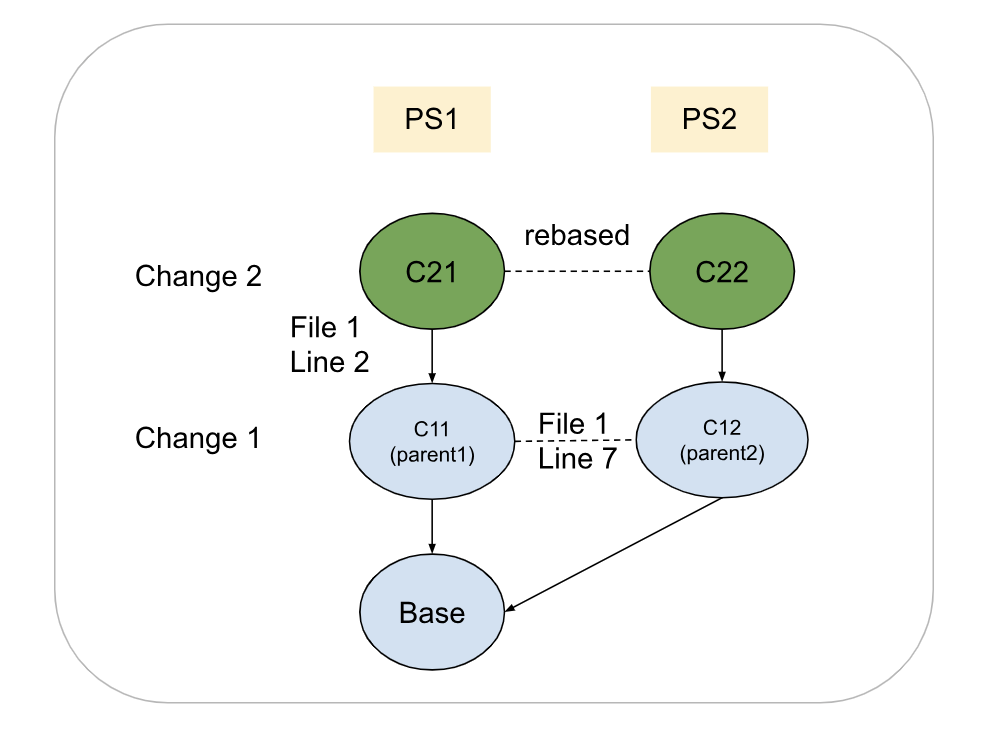 PS1
PS2
rebased
Change 2
C21
C22
File 1
Line 2
Change 1
C11
(parent1)
File 1
Line 7
C12
(parent2)
Base